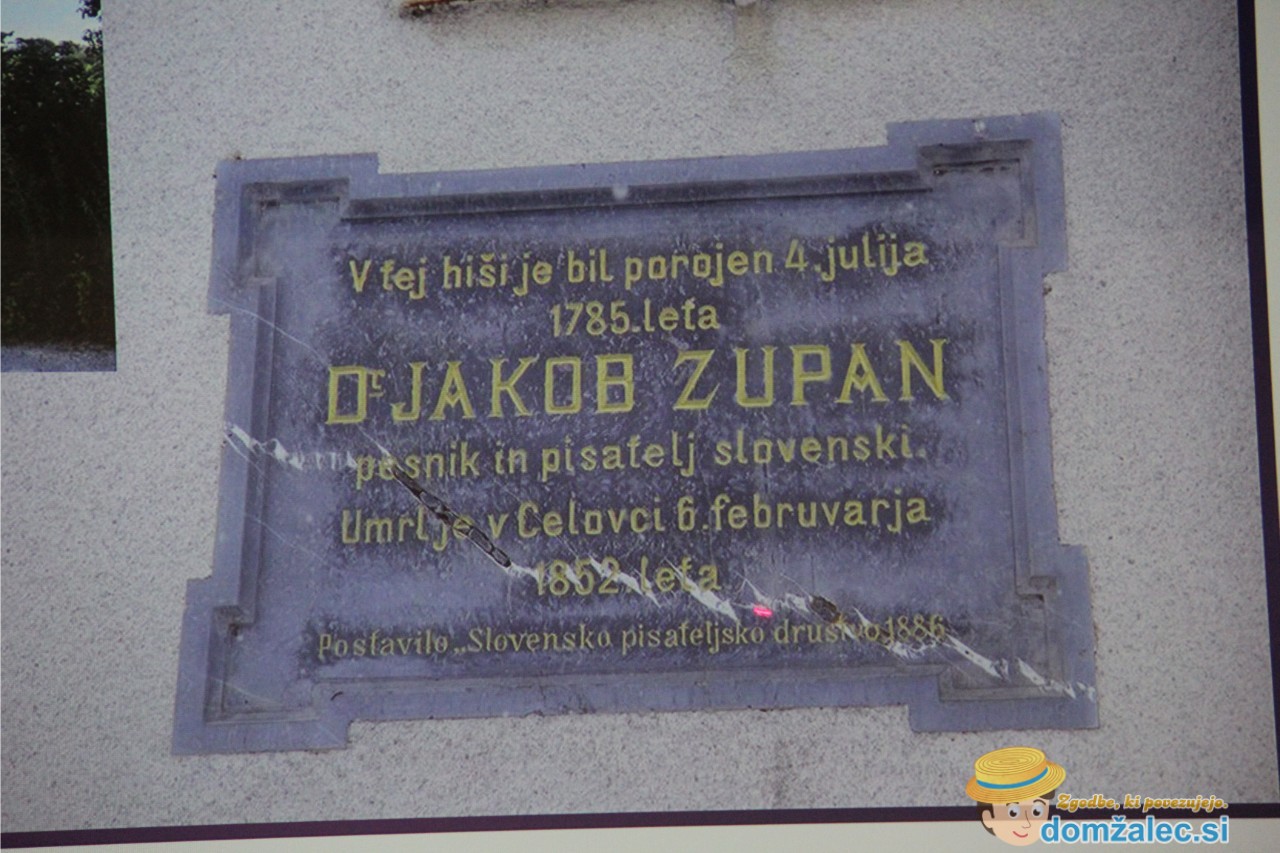 V tej hiši je bil porojen 4. julija
1785. leta
Dr JAKOB ZUPAN
pesnik in pisatelj slovenski.
Umrl je v Celovci 6. februvarja
1852. leta
Postavilo „Slovensko pisateljsko društvo 1886
Zgodbe, ki povezujejo.
domžalec.si